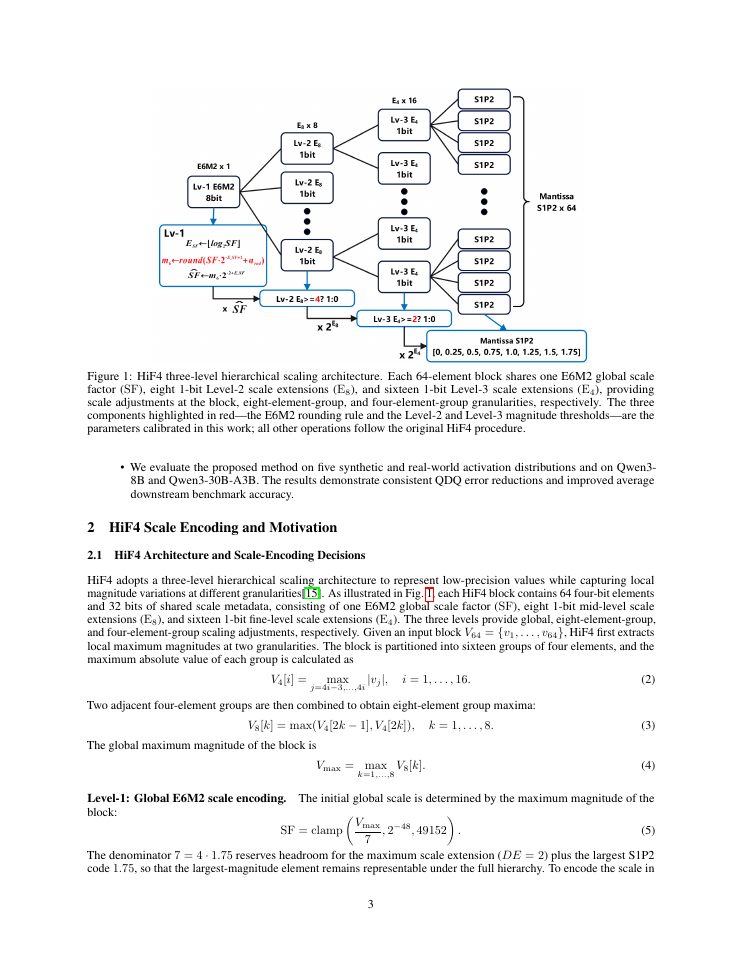 E₈ x 8
E₄ x 16
E6M2 x 1
Lv-1 E6M2
8bit
Lv-2 E₈
1bit
Lv-2 E₈
1bit
Lv-2 E₈
1bit
Lv-3 E₄
1bit
Lv-3 E₄
1bit
Lv-3 E₄
1bit
Lv-3 E₄
1bit
S1P2
S1P2
S1P2
S1P2
S1P2
S1P2
S1P2
S1P2
Mantissa
S1P2 x 64
Lv-1
E_SF←⌊log₂SF⌋
x SF̂
Lv-2 E₈>=4? 1:0
x 2^E₈
Lv-3 E₄>=2? 1:0
x 2^E₄
Mantissa S1P2
[0, 0.25, 0.5, 0.75, 1.0, 1.25, 1.5, 1.75]
Figure 1: HiF4 three-level hierarchical scaling architecture. Each 64-element block shares one E6M2 global scale
factor (SF), eight 1-bit Level-2 scale extensions (E₈), and sixteen 1-bit Level-3 scale extensions (E₄), providing
scale adjustments at the block, eight-element-group, and four-element-group granularities, respectively. The three
components highlighted in red—the E6M2 rounding rule and the Level-2 and Level-3 magnitude thresholds—are the
parameters calibrated in this work; all other operations follow the original HiF4 procedure.
• We evaluate the proposed method on five synthetic and real-world activation distributions and on Qwen3-
8B and Qwen3-30B-A3B. The results demonstrate consistent QDQ error reductions and improved average
downstream benchmark accuracy.
2 HiF4 Scale Encoding and Motivation
2.1 HiF4 Architecture and Scale-Encoding Decisions
HiF4 adopts a three-level hierarchical scaling architecture to represent low-precision values while capturing local
magnitude variations at different granularities[15]. As illustrated in Fig. 1, each HiF4 block contains 64 four-bit elements
and 32 bits of shared scale metadata, consisting of one E6M2 global scale factor (SF), eight 1-bit mid-level scale
extensions (E₈), and sixteen 1-bit fine-level scale extensions (E₄). The three levels provide global, eight-element-group,
and four-element-group scaling adjustments, respectively. Given an input block V₆₄ = {v₁, . . . , v₆₄}, HiF4 first extracts
local maximum magnitudes at two granularities. The block is partitioned into sixteen groups of four elements, and the
maximum absolute value of each group is calculated as
V₄[i] = max_{j=4i−3,...,4i} |vⱼ|, i = 1, . . . , 16. (2)
Two adjacent four-element groups are then combined to obtain eight-element group maxima:
V₈[k] = max(V₄[2k − 1], V₄[2k]), k = 1, . . . , 8. (3)
The global maximum magnitude of the block is
V_max = max_{k=1,...,8} V₈[k]. (4)
Level-1: Global E6M2 scale encoding. The initial global scale is determined by the maximum magnitude of the
block:
SF = clamp (V_max/7, 2⁻⁴⁸, 49152). (5)
The denominator 7 = 4 · 1.75 reserves headroom for the maximum scale extension (DE = 2) plus the largest S1P2
code 1.75, so that the largest-magnitude element remains representable under the full hierarchy. To encode the scale in
3